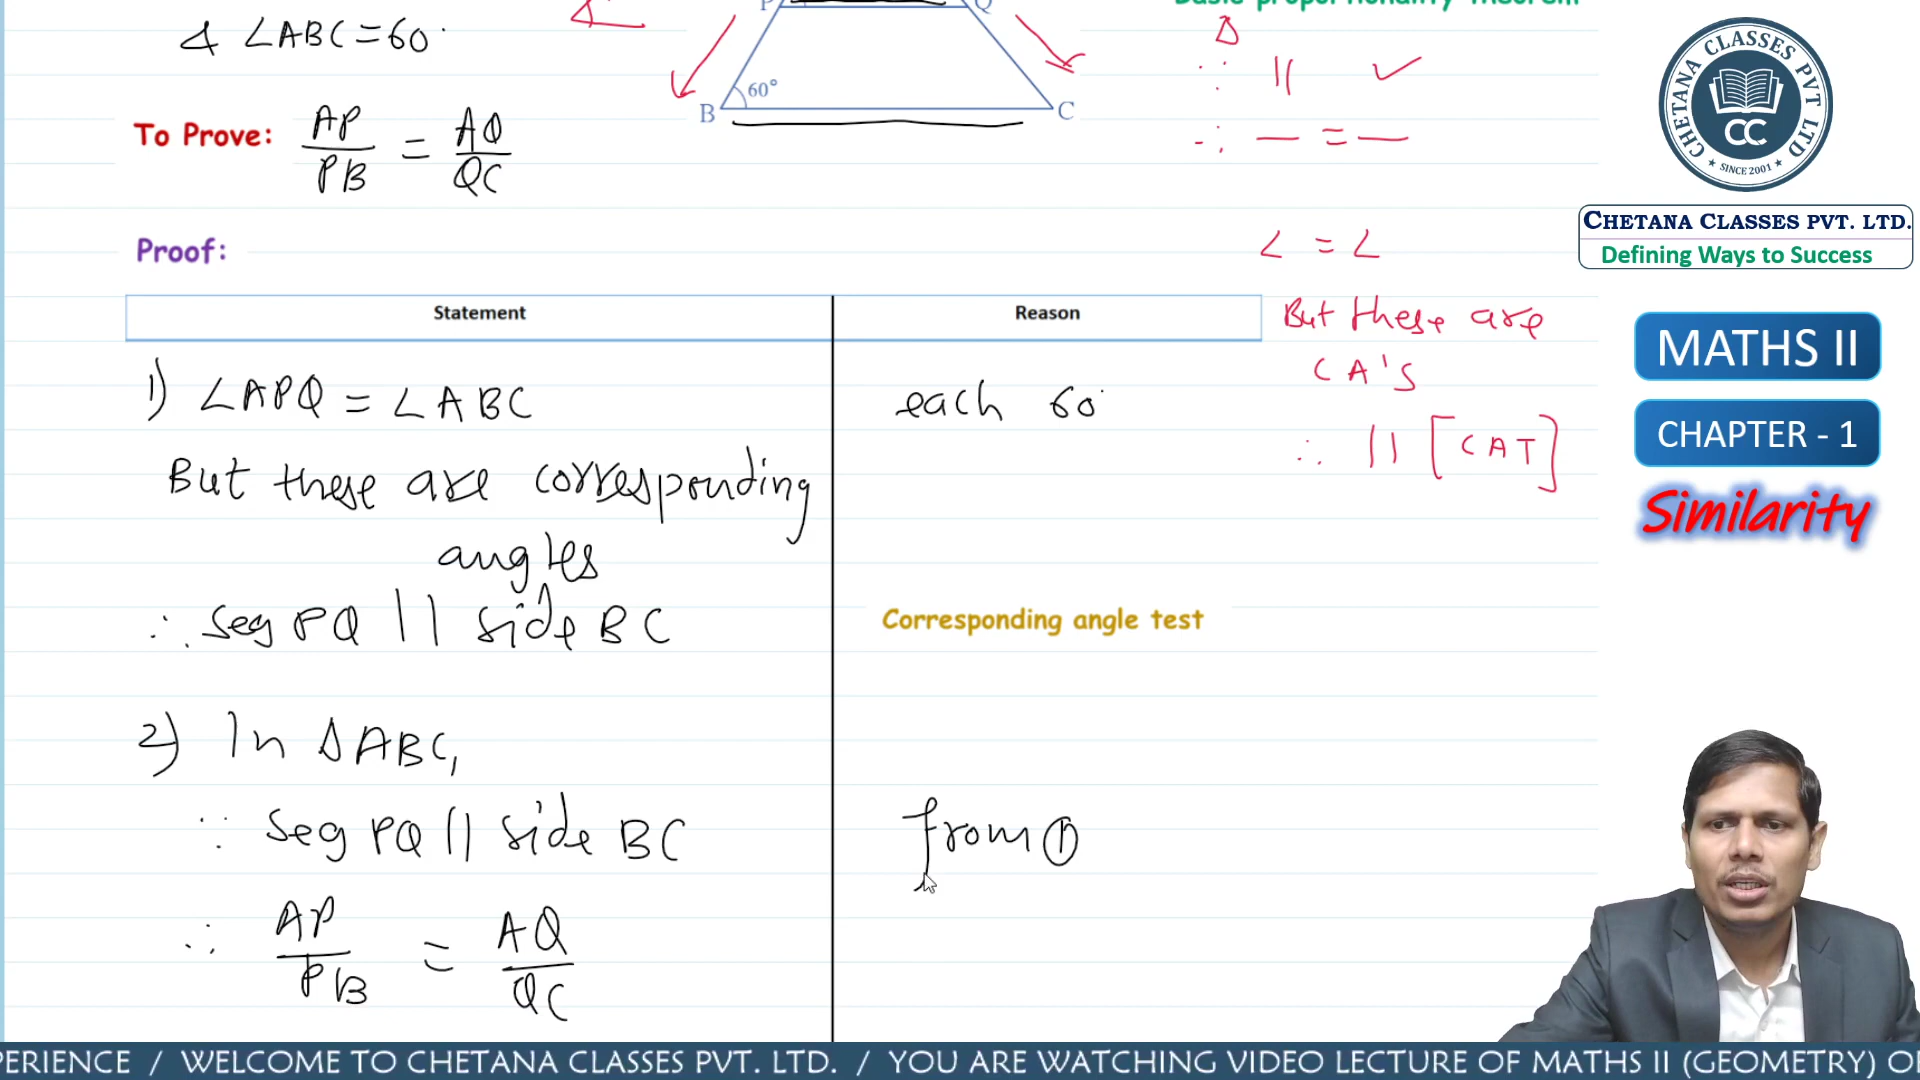 & ∠ABC = 60°
P Q
60°
B C
Basic proportionality theorem
Δ
∵ || ✓
∴ — = —
To Prove: AP/PB = AQ/QC
Proof:
∠ = ∠
But these are
CA'S
∴ || [CAT]
Statement Reason
1) ∠APQ = ∠ABC each 60°
But these are corresponding
angles
∴ seg PQ || side BC Corresponding angle test
2) In ΔABC,
∵ seg PQ || side BC from ①
∴ AP/PB = AQ/QC
CHETANA CLASSES PVT LTD
CC
SINCE 2001
CHETANA CLASSES PVT. LTD.
Defining Ways to Success
MATHS II
CHAPTER - 1
Similarity
PERIENCE / WELCOME TO CHETANA CLASSES PVT. LTD. / YOU ARE WATCHING VIDEO LECTURE OF MATHS II (GEOMETRY) OF